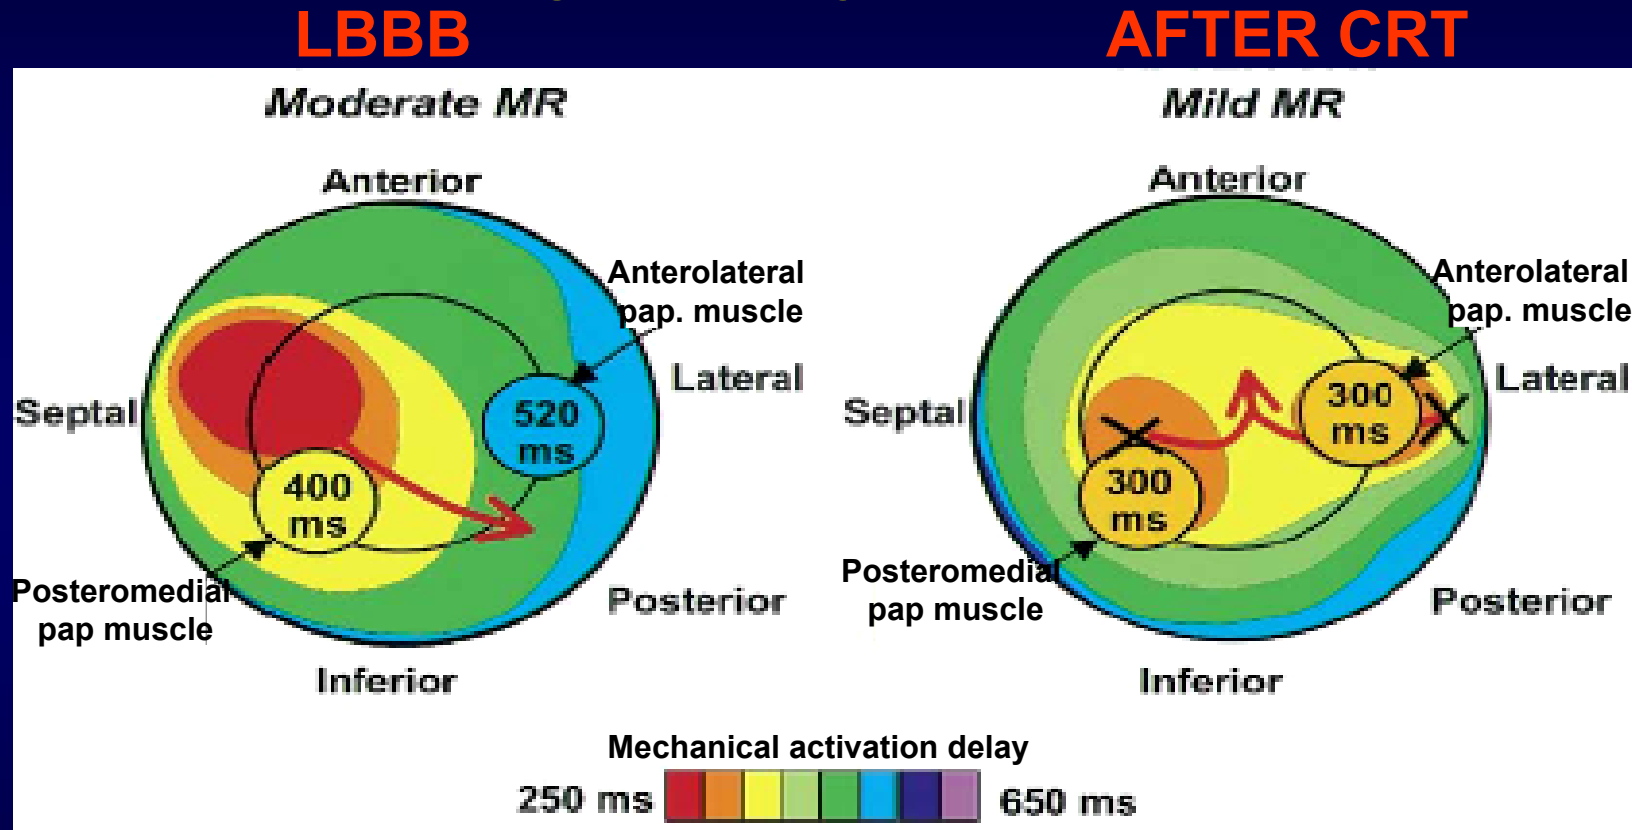 LBBB
Moderate MR
Anterior
Anterolateral
pap. muscle
Lateral
Septal
520
ms
400
ms
Posteromedial
pap muscle
Posterior
Inferior
AFTER CRT
Mild MR
Anterior
Anterolateral
pap. muscle
Lateral
Septal
300
ms
300
ms
Posteromedial
pap muscle
Posterior
Inferior
Mechanical activation delay
250 ms
650 ms